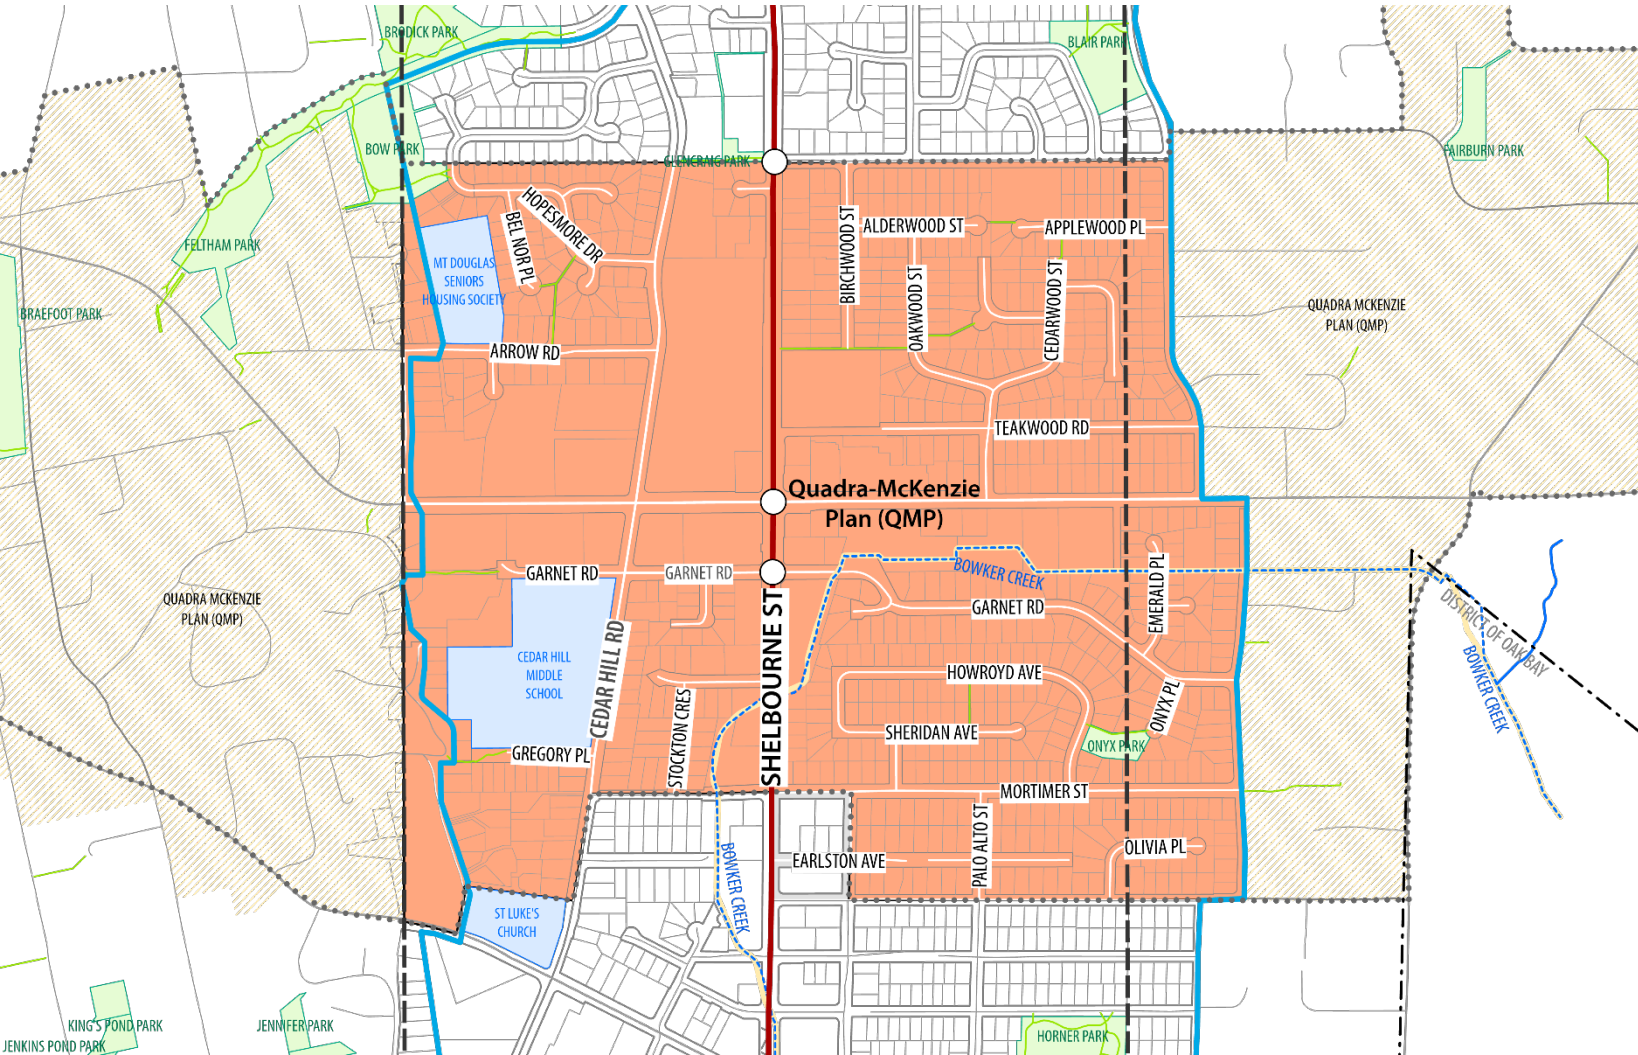 BRODICK PARK
BLAIR PARK
BOW PARK
GLENCRAIG PARK
FAIRBURN PARK
HOPESMORE DR
BEL NOR PL
BIRCHWOOD ST
ALDERWOOD ST
APPLEWOOD PL
FELTHAM PARK
MT DOUGLAS
SENIORS
HOUSING SOCIETY
OAKWOOD ST
CEDARWOOD ST
BRAEFOOT PARK
QUADRA MCKENZIE
PLAN (QMP)
ARROW RD
TEAKWOOD RD
Quadra-McKenzie
Plan (QMP)
GARNET RD
GARNET RD
BOWKER CREEK
EMERALD PL
GARNET RD
QUADRA MCKENZIE
PLAN (QMP)
DISTRICT OF OAK BAY
BOWKER CREEK
CEDAR HILL
MIDDLE
SCHOOL
CEDAR HILL RD
SHELBOURNE ST
HOWROYD AVE
ONYX PL
STOCKTON CRES
SHERIDAN AVE
ONYX PARK
GREGORY PL
MORTIMER ST
PALO ALTO ST
OLIVIA PL
EARLSTON AVE
BOWKER CREEK
ST LUKE'S
CHURCH
KING'S POND PARK
JENNIFER PARK
HORNER PARK
JENKINS POND PARK